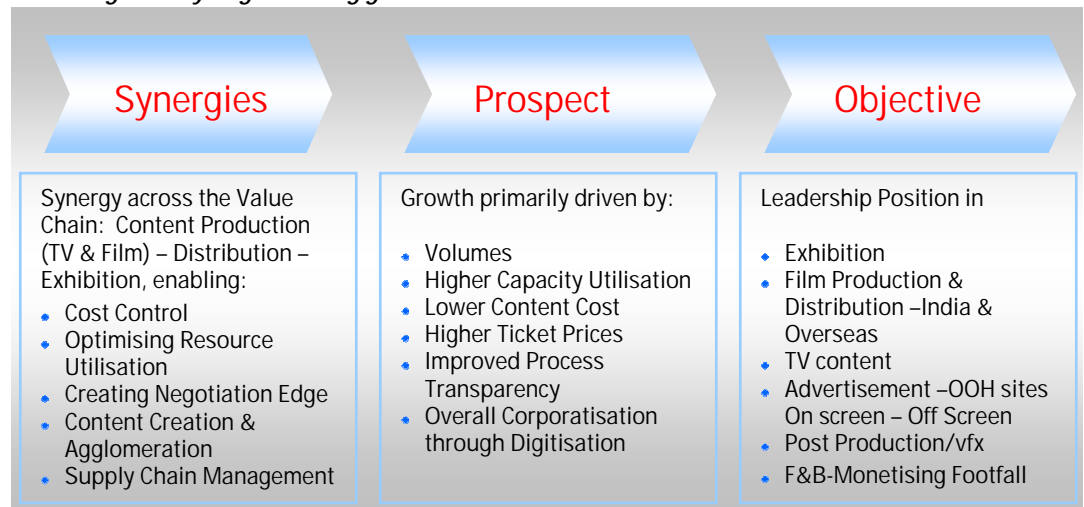 Synergies
Prospect
Objective
Synergy across the Value
Chain: Content Production
(TV & Film) – Distribution –
Exhibition, enabling:
Cost Control
Optimising Resource
Utilisation
Creating Negotiation Edge
Content Creation &
Agglomeration
Supply Chain Management
Growth primarily driven by:
Volumes
Higher Capacity Utilisation
Lower Content Cost
Higher Ticket Prices
Improved Process
Transparency
Overall Corporatisation
through Digitisation
Leadership Position in
Exhibition
Film Production &
Distribution –India &
Overseas
TV content
Advertisement –OOH sites
On screen – Off Screen
Post Production/vfx
F&B-Monetising Footfall